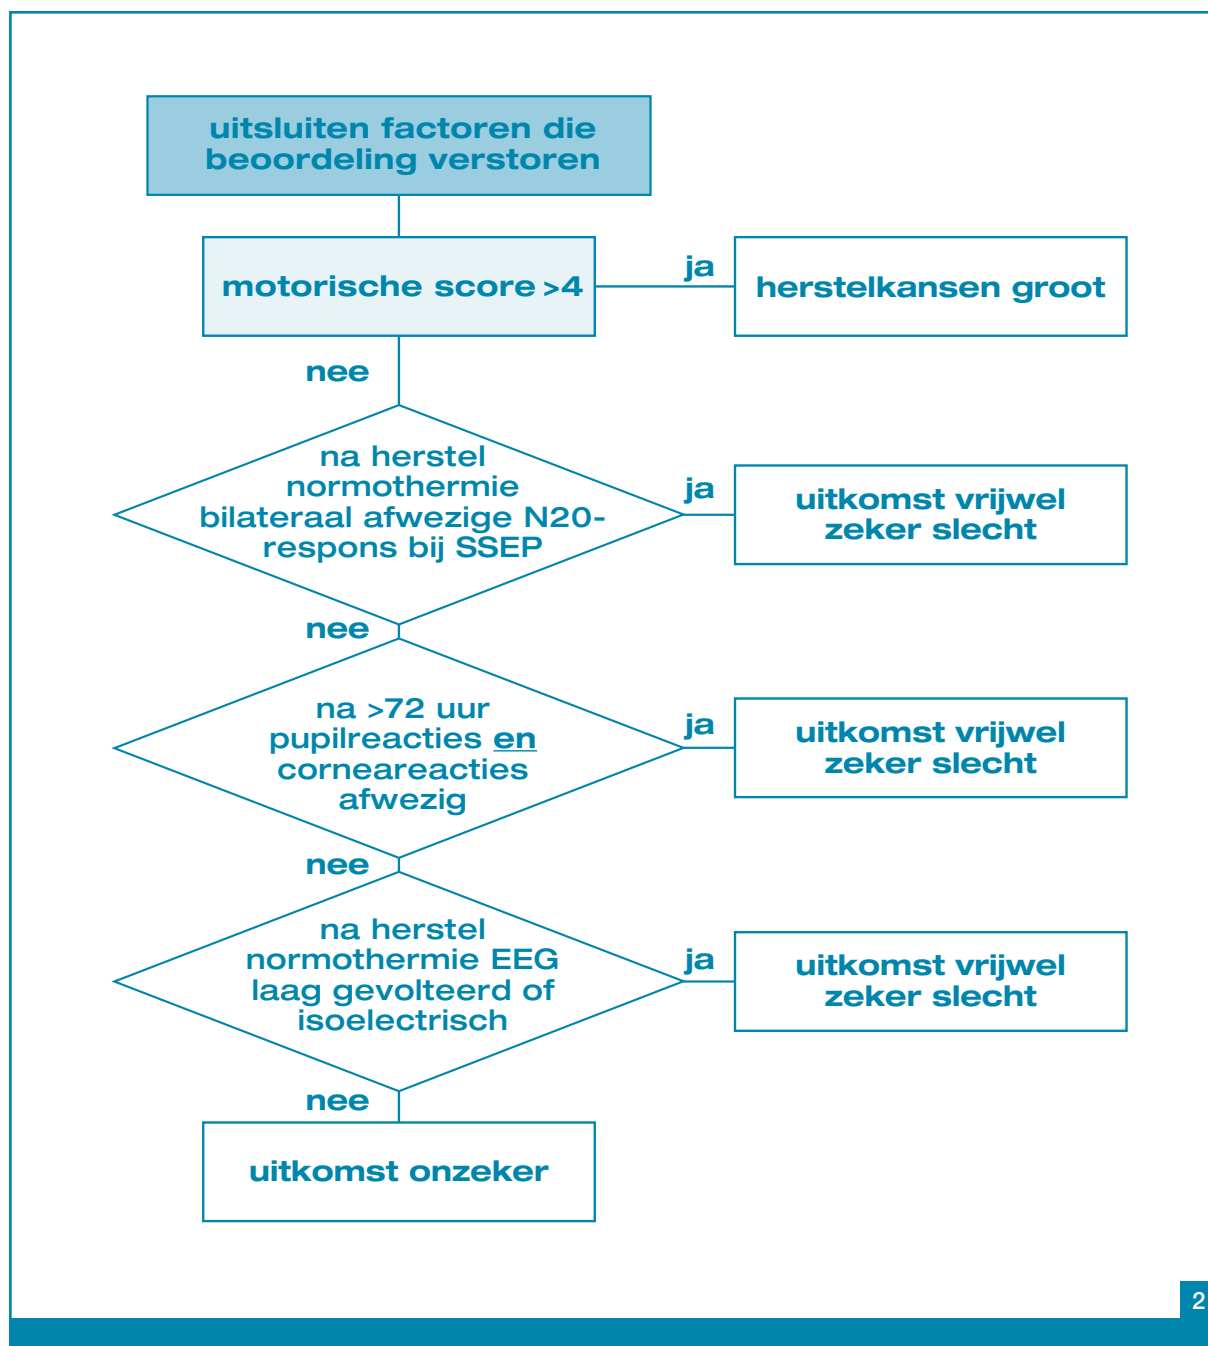 uitsluiten factoren die
beoordeling verstoren
motorische score >4
ja
herstelkansen groot
nee
na herstel
normothermie
bilateraal afwezige N20-
respons bij SSEP
ja
uitkomst vrijwel
zeker slecht
nee
na >72 uur
pupilreacties en
corneareacties
afwezig
ja
uitkomst vrijwel
zeker slecht
nee
na herstel
normothermie EEG
laag gevolteerd of
isoelectrisch
ja
uitkomst vrijwel
zeker slecht
nee
uitkomst onzeker
2